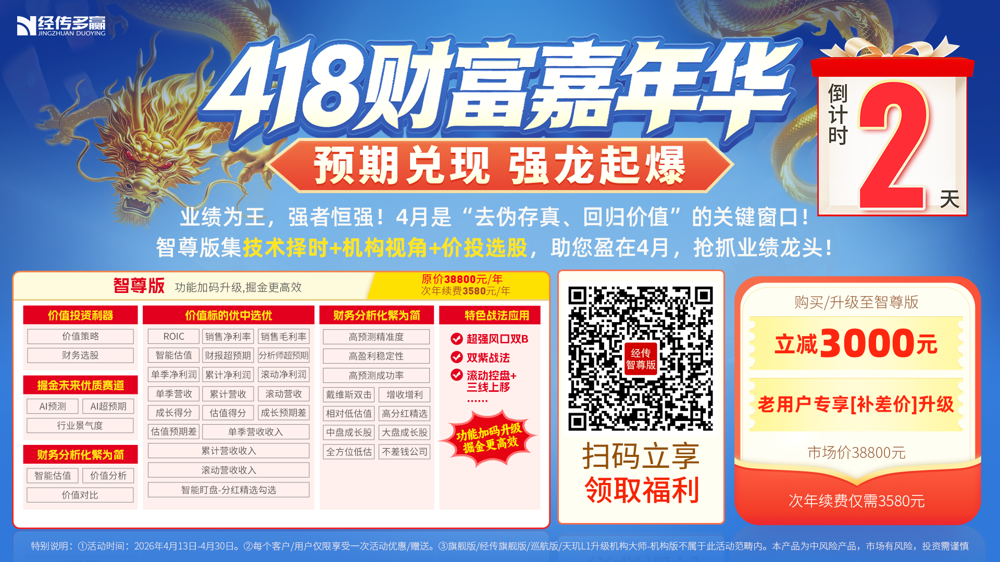 经传多赢
JINGZHUAN DUOYING
418财富嘉年华
预期兑现 强龙起爆
倒计时
2
天
业绩为王，强者恒强！4月是“去伪存真、回归价值”的关键窗口！
智尊版集技术择时+机构视角+价投选股，助您盈在4月，抢抓业绩龙头！
智尊版 功能加码升级,掘金更高效
原价38800元/年
次年续费3580元/年
价值投资利器
价值策略
财务选股
掘金未来优质赛道
AI预测 AI超预期
行业景气度
财务分析化繁为简
智能估值 价值分析
价值对比
价值标的优中选优
ROIC 销售净利率 销售毛利率
智能估值 财报超预期 分析师超预期
单季净利润 累计净利润 滚动净利润
单季营收 累计营收 滚动营收
成长得分 估值得分 成长预期差
估值预期差 单季营收收入
累计营收收入
滚动营收收入
智能盯盘-分红精选勾选
财务分析化繁为简
高预测精准度
高盈利稳定性
高预测成功率
戴维斯双击 增收增利
相对低估值 高分红精选
中盘成长股 大盘成长股
全方位低估 不差钱公司
特色战法应用
超强风口双B
双紫战法
滚动控盘+
三线上移
......
功能加码升级
掘金更高效
经传
智尊版
扫码立享
领取福利
购买/升级至智尊版
立减3000元
老用户专享[补差价]升级
市场价38800元
次年续费仅需3580元
特别说明：①活动时间：2026年4月13日-4月30日。②每个客户/用户仅限享受一次活动优惠/赠送。③旗舰版/经传旗舰版/巡航版/天玑L1升级机构大师-机构版不属于此活动范畴内。本产品为中风险产品，市场有风险，投资需谨慎